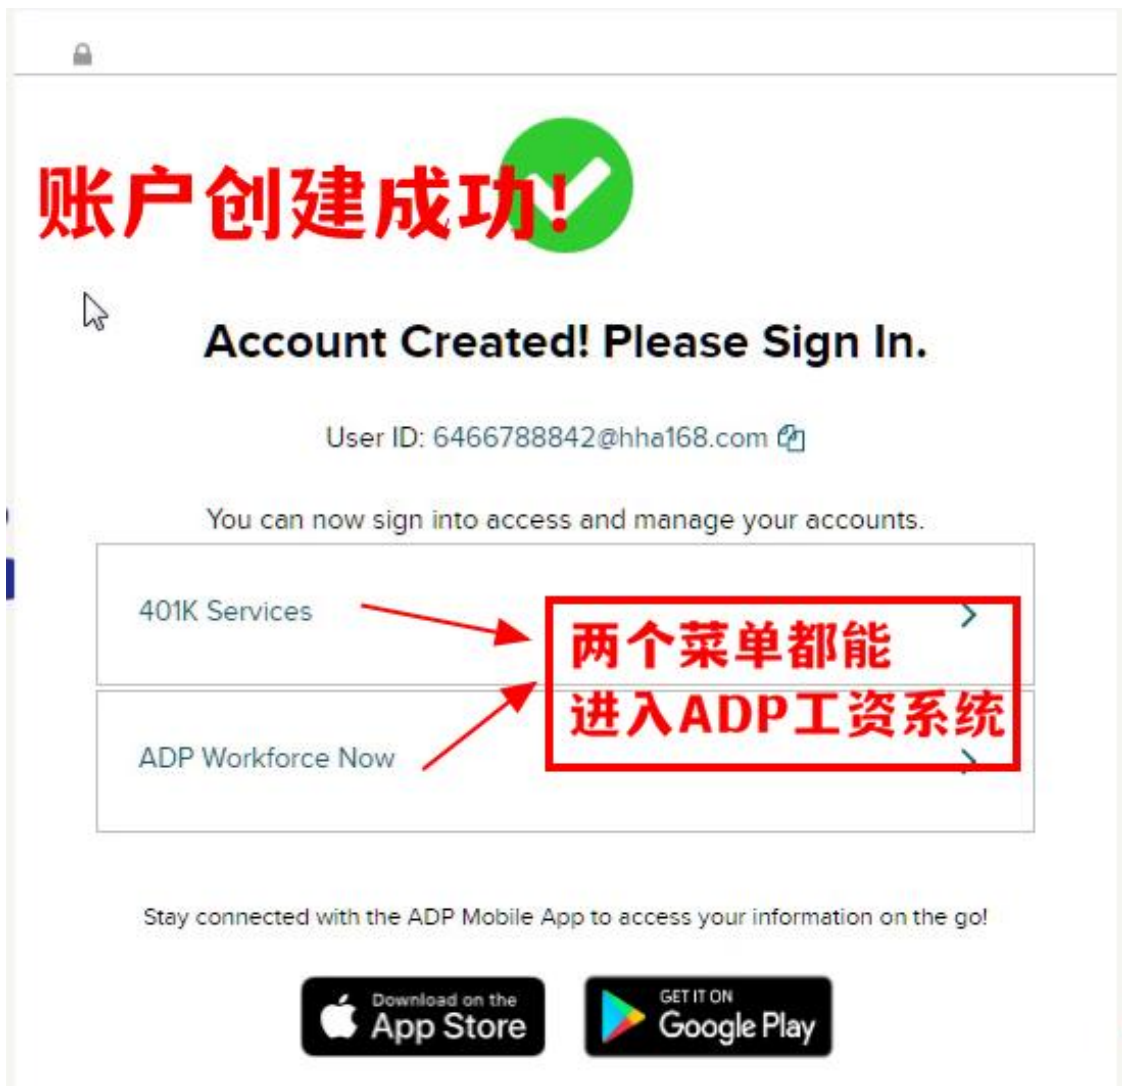 账户创建成功!
Account Created! Please Sign In.
User ID: 6466788842@hha168.com
You can now sign into access and manage your accounts.
401K Services
两个菜单都能
进入ADP工资系统
ADP Workforce Now
Stay connected with the ADP Mobile App to access your information on the go!
Download on the
App Store
GET IT ON
Google Play